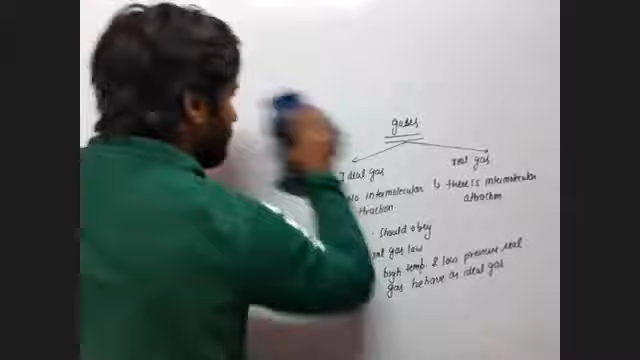 gases
Ideal gas
real gas
No intermolecular
attraction
↳ there is intermolecular
attraction
should obey
gas law
high temp & low pressure real
gas behave as ideal gas